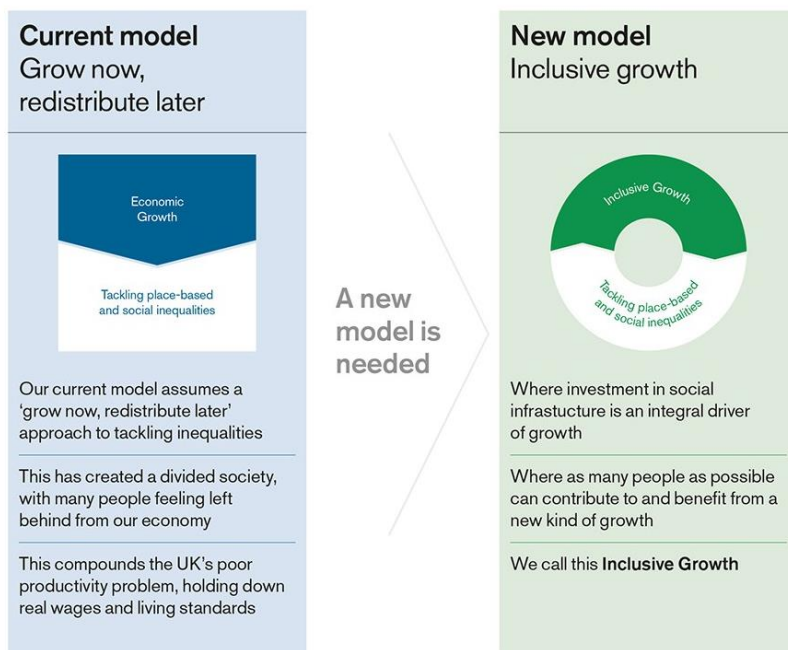 Current model
Grow now,
redistribute later
Economic
Growth
Tackling place-based
and social inequalities
Our current model assumes a
‘grow now, redistribute later’
approach to tackling inequalities
This has created a divided society,
with many people feeling left
behind from our economy
This compounds the UK’s poor
productivity problem, holding down
real wages and living standards
A new
model is
needed
New model
Inclusive growth
Inclusive Growth
Tackling place-based
and social inequalities
Where investment in social
infrastucture is an integral driver
of growth
Where as many people as possible
can contribute to and benefit from a
new kind of growth
We call this Inclusive Growth